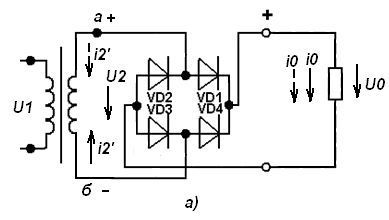 а + +
i2' i0 i0
U1 U2 VD2 VD1 U0
VD3 VD4
i2'
б –
а)